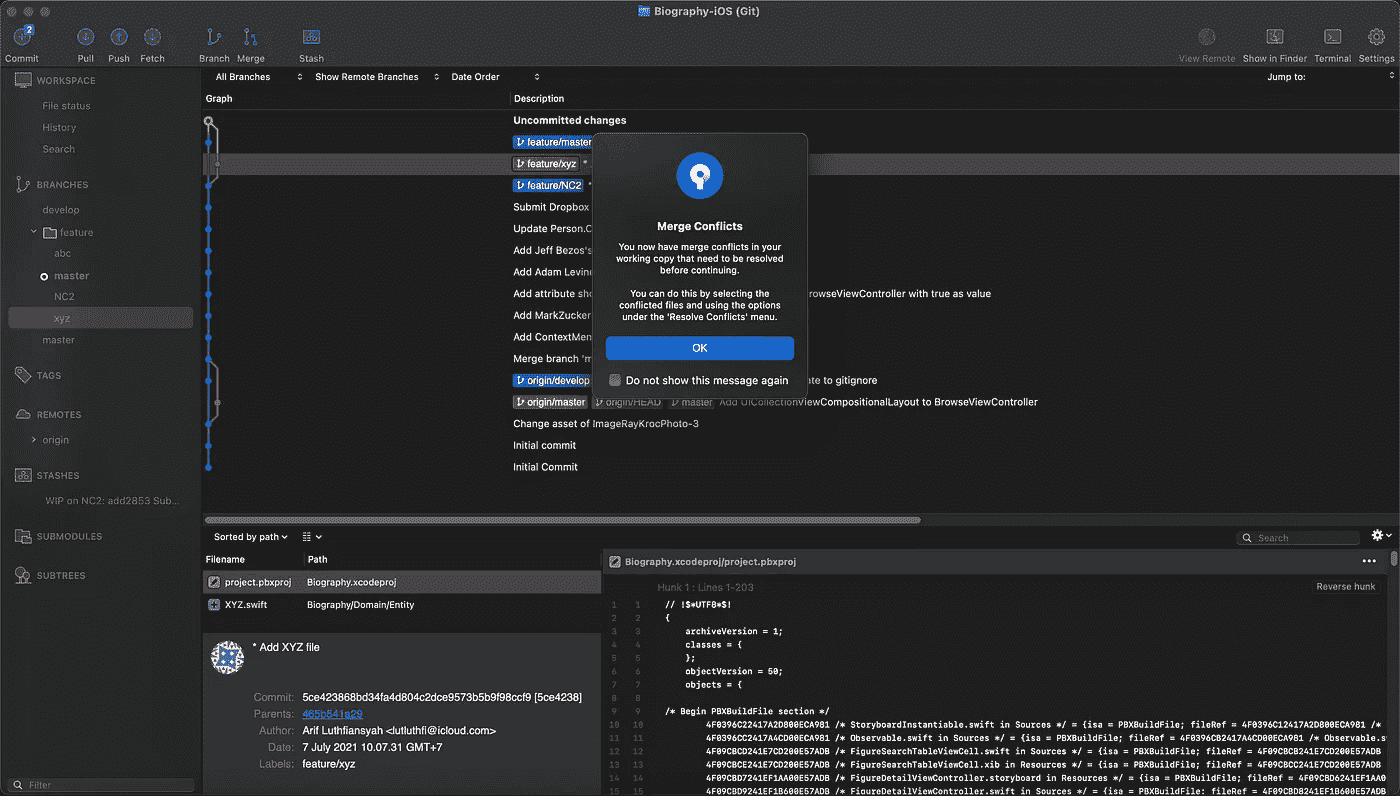 Biography-iOS (Git)
2
Commit Pull Push Fetch Branch Merge Stash View Remote Show in Finder Terminal Settings
All Branches Show Remote Branches Date Order Jump to:
Graph Description
WORKSPACE
File status
History
Search
BRANCHES
develop
feature
abc
master
NC2
xyz
master
TAGS
REMOTES
origin
STASHES
WIP on NC2: add2853 Sub...
SUBMODULES
SUBTREES
Filter
Uncommitted changes
feature/master
feature/xyz *
feature/NC2 *
Submit Dropbox
Update Person.C
Add Jeff Bezos's
Add Adam Levine
Add attribute sho rowseViewController with true as value
Add MarkZucker
Add ContextMen
Merge branch 'm
origin/develop ate to gitignore
origin/master origin/HEAD master Add UICollectionViewCompositionalLayout to BrowseViewController
Change asset of ImageRayKrocPhoto-3
Initial commit
Initial Commit
Merge Conflicts
You now have merge conflicts in your
working copy that need to be resolved
before continuing.
You can do this by selecting the
conflicted files and using the options
under the 'Resolve Conflicts' menu.
OK
Do not show this message again
Sorted by path Search
Filename Path
project.pbxproj Biography.xcodeproj
XYZ.swift Biography/Domain/Entity
* Add XYZ file
Commit: 5ce423868bd34fa4d804c2dce9573b5b9f98ccf9 [5ce4238]
Parents: 465b541a29
Author: Arif Luthfiansyah <lutluthfi@icloud.com>
Date: 7 July 2021 10.07.31 GMT+7
Labels: feature/xyz
Biography.xcodeproj/project.pbxproj
Hunk 1 : Lines 1-203 Reverse hunk
1 1 // !$*UTF8*$!
2 2 {
3 3 archiveVersion = 1;
4 4 classes = {
5 5 };
6 6 objectVersion = 50;
7 7 objects = {
8 8
9 9 /* Begin PBXBuildFile section */
10 10 4F0396C22417A2D800ECA981 /* StoryboardInstantiable.swift in Sources */ = {isa = PBXBuildFile; fileRef = 4F0396C12417A2D800ECA981 /*
11 11 4F0396C42417A4CD00ECA981 /* Observable.swift in Sources */ = {isa = PBXBuildFile; fileRef = 4F0396B42417A4CD00ECA981 /* Observable.s
12 12 4F09CBCD241E7CD200E57ADB /* FigureSearchTableViewCell.swift in Sources */ = {isa = PBXBuildFile; fileRef = 4F09CBCB241E7CD200E57ADB
13 13 4F09CBCE241E7CD200E57ADB /* FigureSearchTableViewCell.xib in Resources */ = {isa = PBXBuildFile; fileRef = 4F09CBCC241E7CD200E57ADB
14 14 4F09CBD7241EF1AA00E57ADB /* FigureDetailViewController.storyboard in Resources */ = {isa = PBXBuildFile; fileRef = 4F09CBD6241EF1AA0
15 15 4F09CBD9241EF1B600E57ADB /* FigureDetailViewController.swift in Sources */ = {isa = PBXBuildFile; fileRef = 4F09CBD8241EF1B600E57ADB